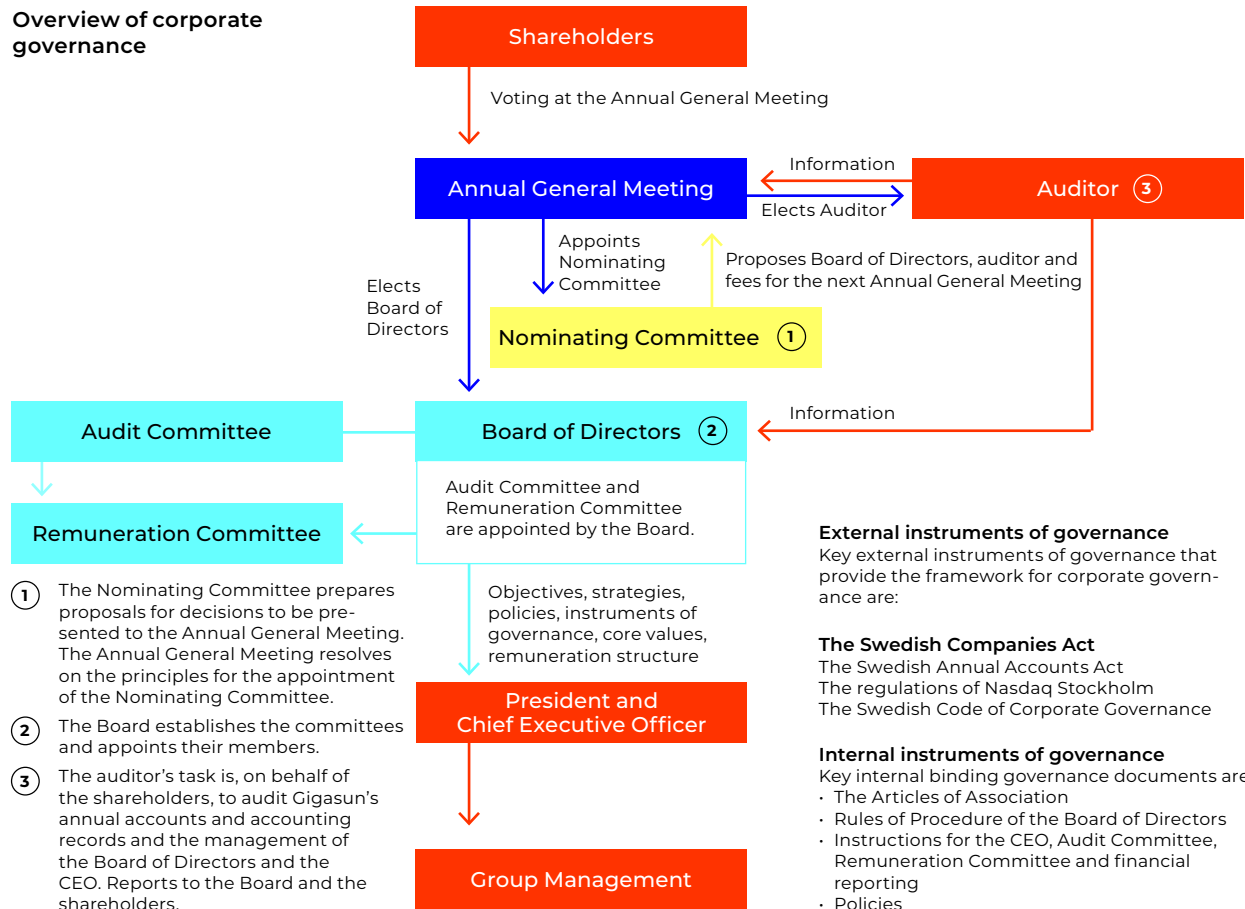 Overview of corporate
governance
Shareholders
Voting at the Annual General Meeting
Annual General Meeting
Information
Elects Auditor
Auditor 3
Appoints
Nominating
Committee
Proposes Board of Directors, auditor and
fees for the next Annual General Meeting
Elects
Board of
Directors
Nominating Committee 1
Audit Committee
Board of Directors 2
Information
Audit Committee and
Remuneration Committee
are appointed by the Board.
Remuneration Committee
Objectives, strategies,
policies, instruments of
governance, core values,
remuneration structure
President and
Chief Executive Officer
Group Management
1 The Nominating Committee prepares
proposals for decisions to be pre-
sented to the Annual General Meeting.
The Annual General Meeting resolves
on the principles for the appointment
of the Nominating Committee.
2 The Board establishes the committees
and appoints their members.
3 The auditor's task is, on behalf of
the shareholders, to audit Gigasun's
annual accounts and accounting
records and the management of
the Board of Directors and the
CEO. Reports to the Board and the
shareholders.
External instruments of governance
Key external instruments of governance that
provide the framework for corporate govern-
ance are:
The Swedish Companies Act
The Swedish Annual Accounts Act
The regulations of Nasdaq Stockholm
The Swedish Code of Corporate Governance
Internal instruments of governance
Key internal binding governance documents are
· The Articles of Association
· Rules of Procedure of the Board of Directors
· Instructions for the CEO, Audit Committee,
Remuneration Committee and financial
reporting
· Policies